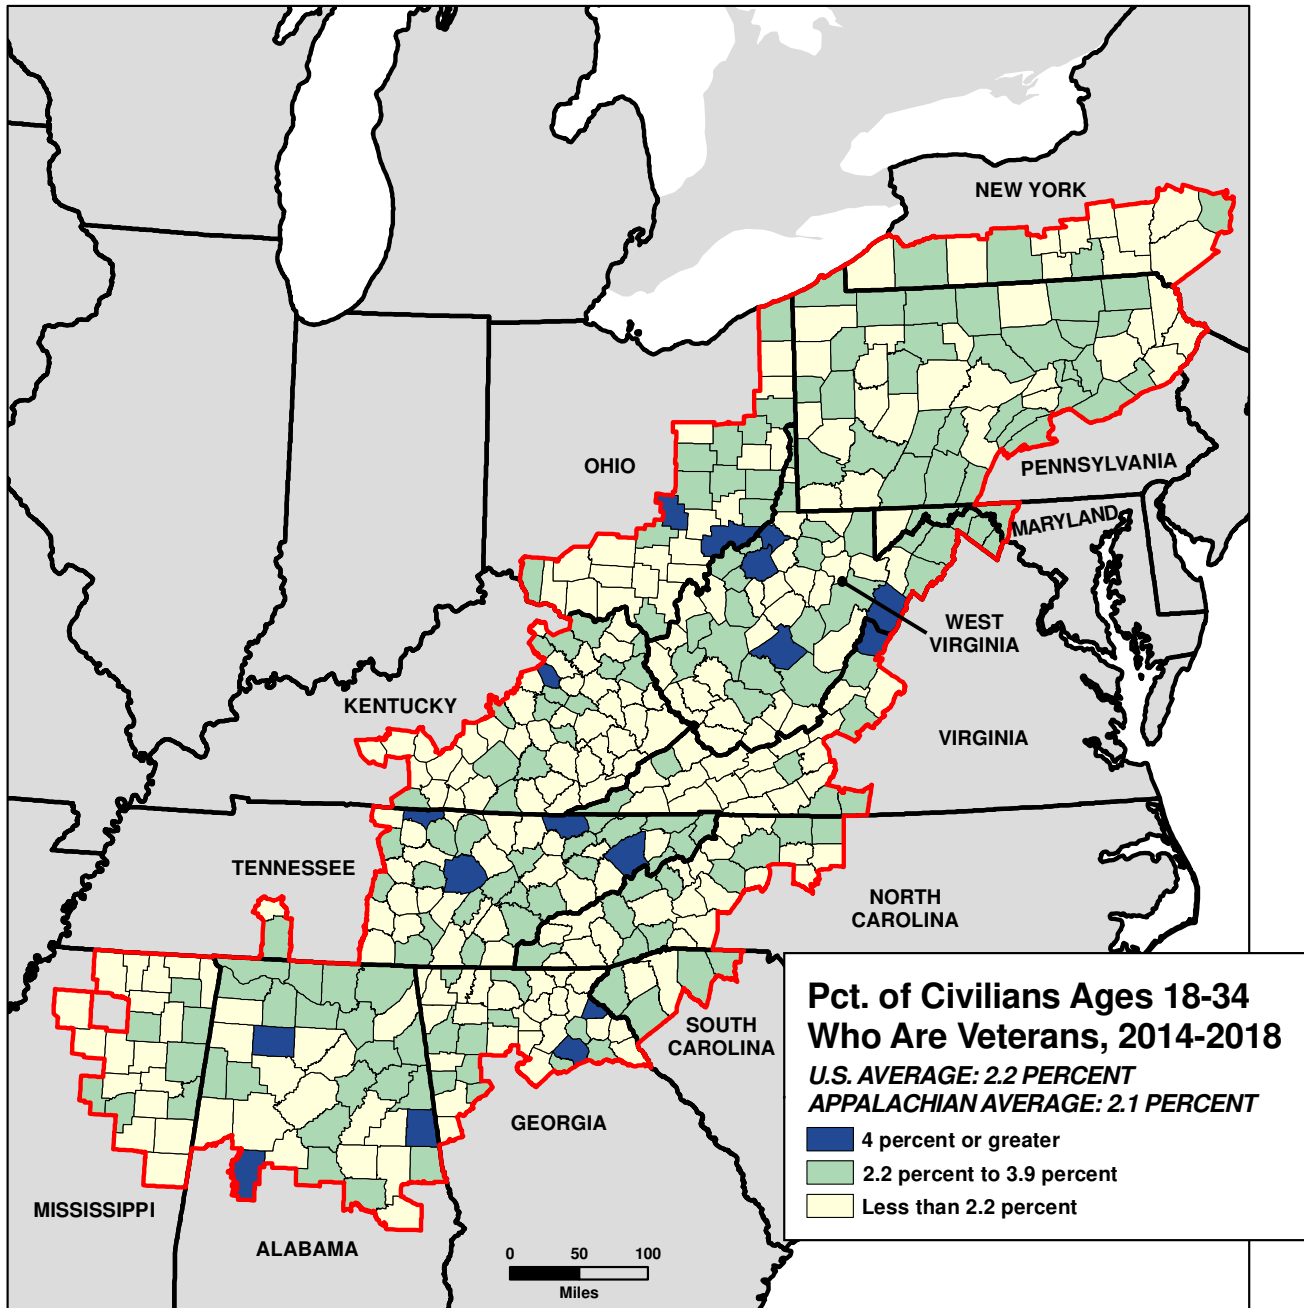 NEW YORK
OHIO
PENNSYLVANIA
MARYLAND
WEST
VIRGINIA
KENTUCKY
VIRGINIA
TENNESSEE
NORTH
CAROLINA
SOUTH
CAROLINA
GEORGIA
MISSISSIPPI
ALABAMA
Pct. of Civilians Ages 18-34
Who Are Veterans, 2014-2018
U.S. AVERAGE: 2.2 PERCENT
APPALACHIAN AVERAGE: 2.1 PERCENT
4 percent or greater
2.2 percent to 3.9 percent
Less than 2.2 percent
0 50 100
Miles